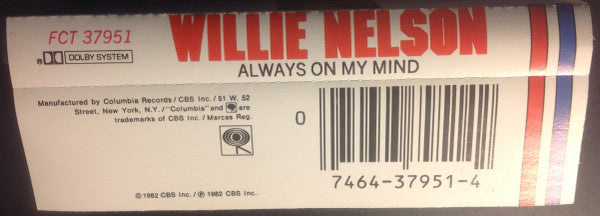 FCT 37951
WILLIE NELSON
DOLBY SYSTEM
ALWAYS ON MY MIND
Manufactured by Columbia Records/CBS Inc./51 W. 52
Street, New York, N.Y./"Columbia" and are
trademarks of CBS Inc./Marcas Reg.
0
7464-37951-4
© 1982 CBS Inc./℗ 1982 CBS Inc.